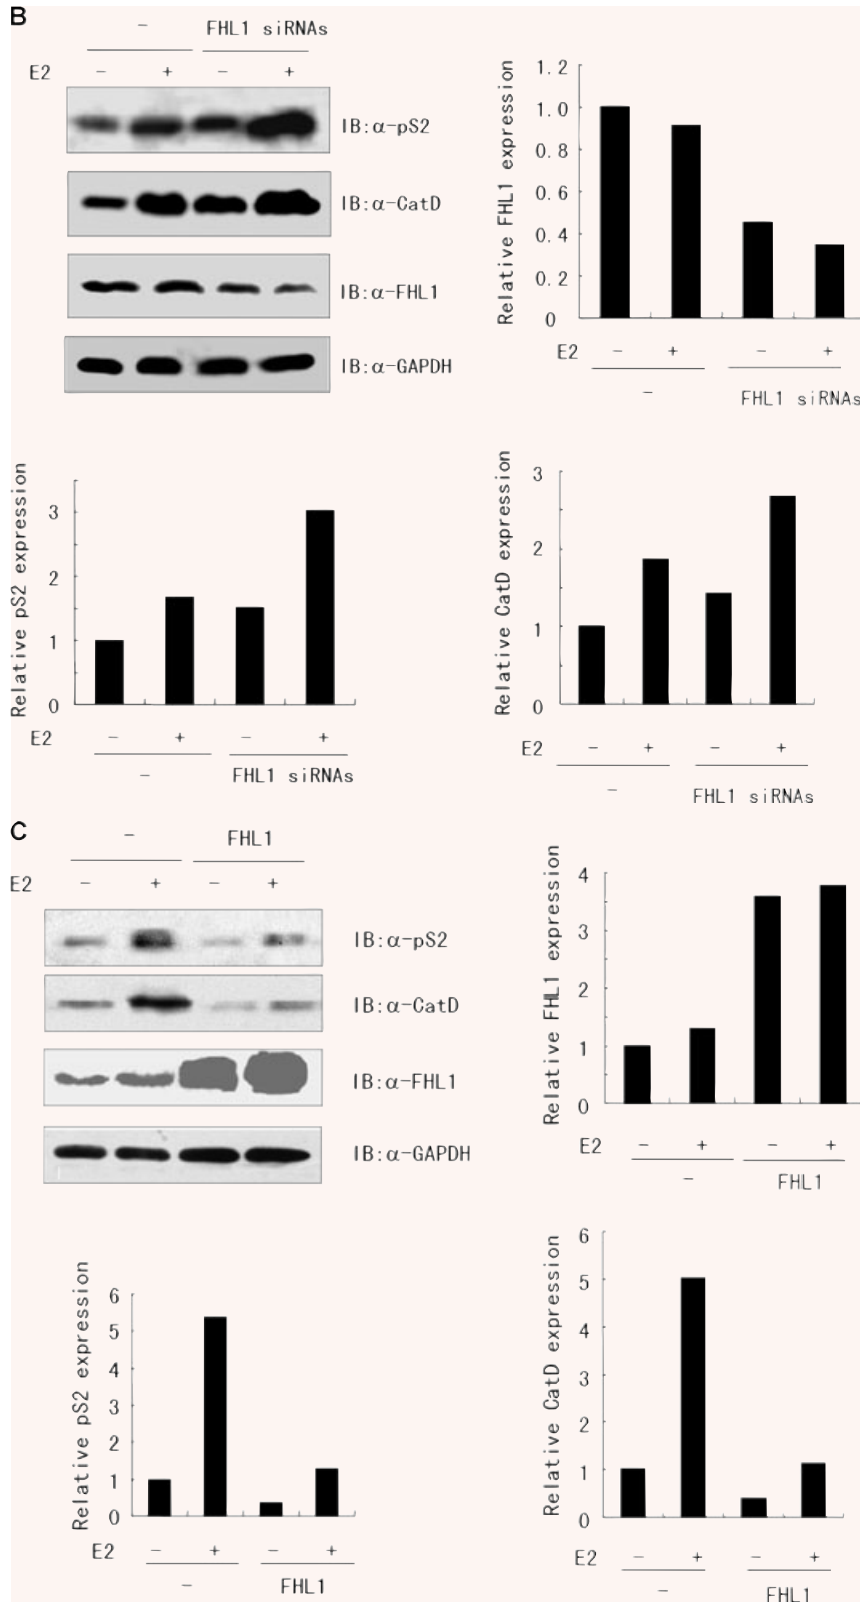 B
- FHL1 siRNAs
E2 - + - +
IB:α-pS2
IB:α-CatD
IB:α-FHL1
IB:α-GAPDH
Relative FHL1 expression
1.2
1.0
0.8
0.6
0.4
0.2
0
E2 - + - +
- FHL1 siRNAs
Relative pS2 expression
3
2
1
0
E2 - + - +
- FHL1 siRNAs
Relative CatD expression
3
2
1
0
E2 - + - +
- FHL1 siRNAs
C
- FHL1
E2 - + - +
IB:α-pS2
IB:α-CatD
IB:α-FHL1
IB:α-GAPDH
Relative FHL1 expression
4
3
2
1
0
E2 - + - +
- FHL1
Relative pS2 expression
6
5
4
3
2
1
0
E2 - + - +
- FHL1
Relative CatD expression
6
5
4
3
2
1
0
E2 - + - +
- FHL1